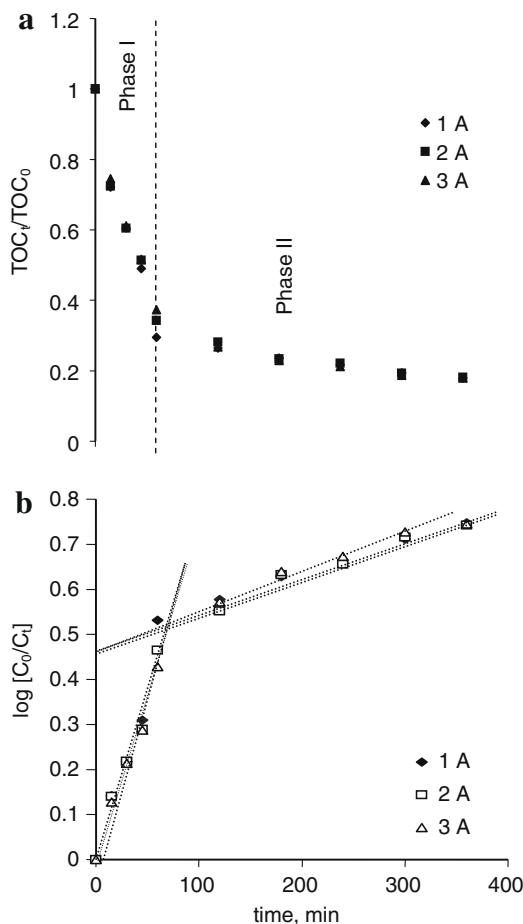 a
1.2
1
0.8
0.6
0.4
0.2
0
TOCt/TOC0
Phase I
Phase II
1 A
2 A
3 A
b
0.8
0.7
0.6
0.5
0.4
0.3
0.2
0.1
0
log [C0/Ct]
1 A
2 A
3 A
0 100 200 300 400
time, min